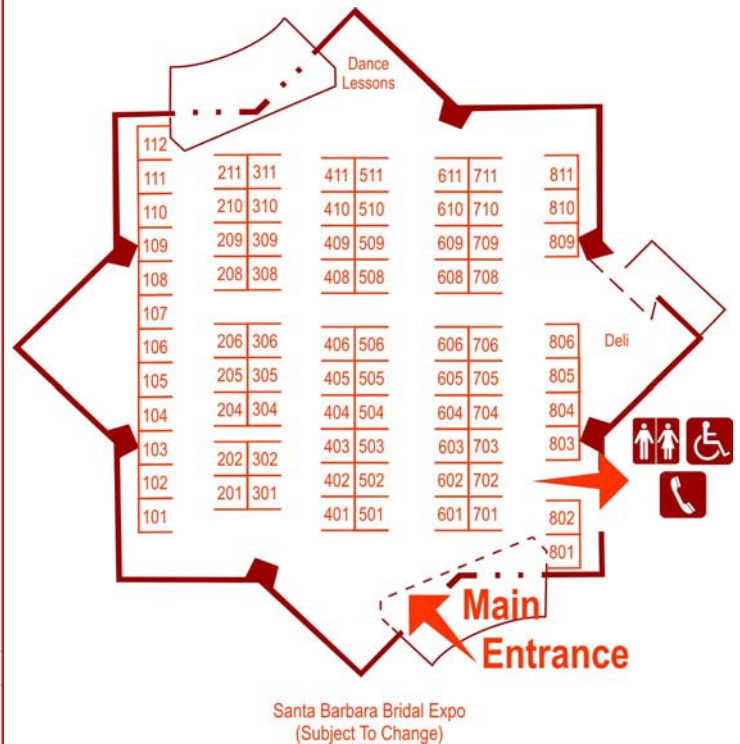 Dance
Lessons
112
111
211 311 411 511 611 711 811
110
210 310 410 510 610 710 810
109
209 309 409 509 609 709 809
108
208 308 408 508 608 708
107
106
206 306 406 506 606 706 806
Deli
105
205 305 405 505 605 705 805
104
204 304 404 504 604 704 804
103
403 503 603 703 803
202 302
102
402 502 602 702
201 301
101
401 501 601 701 802
801
Main
Entrance
Santa Barbara Bridal Expo
(Subject To Change)